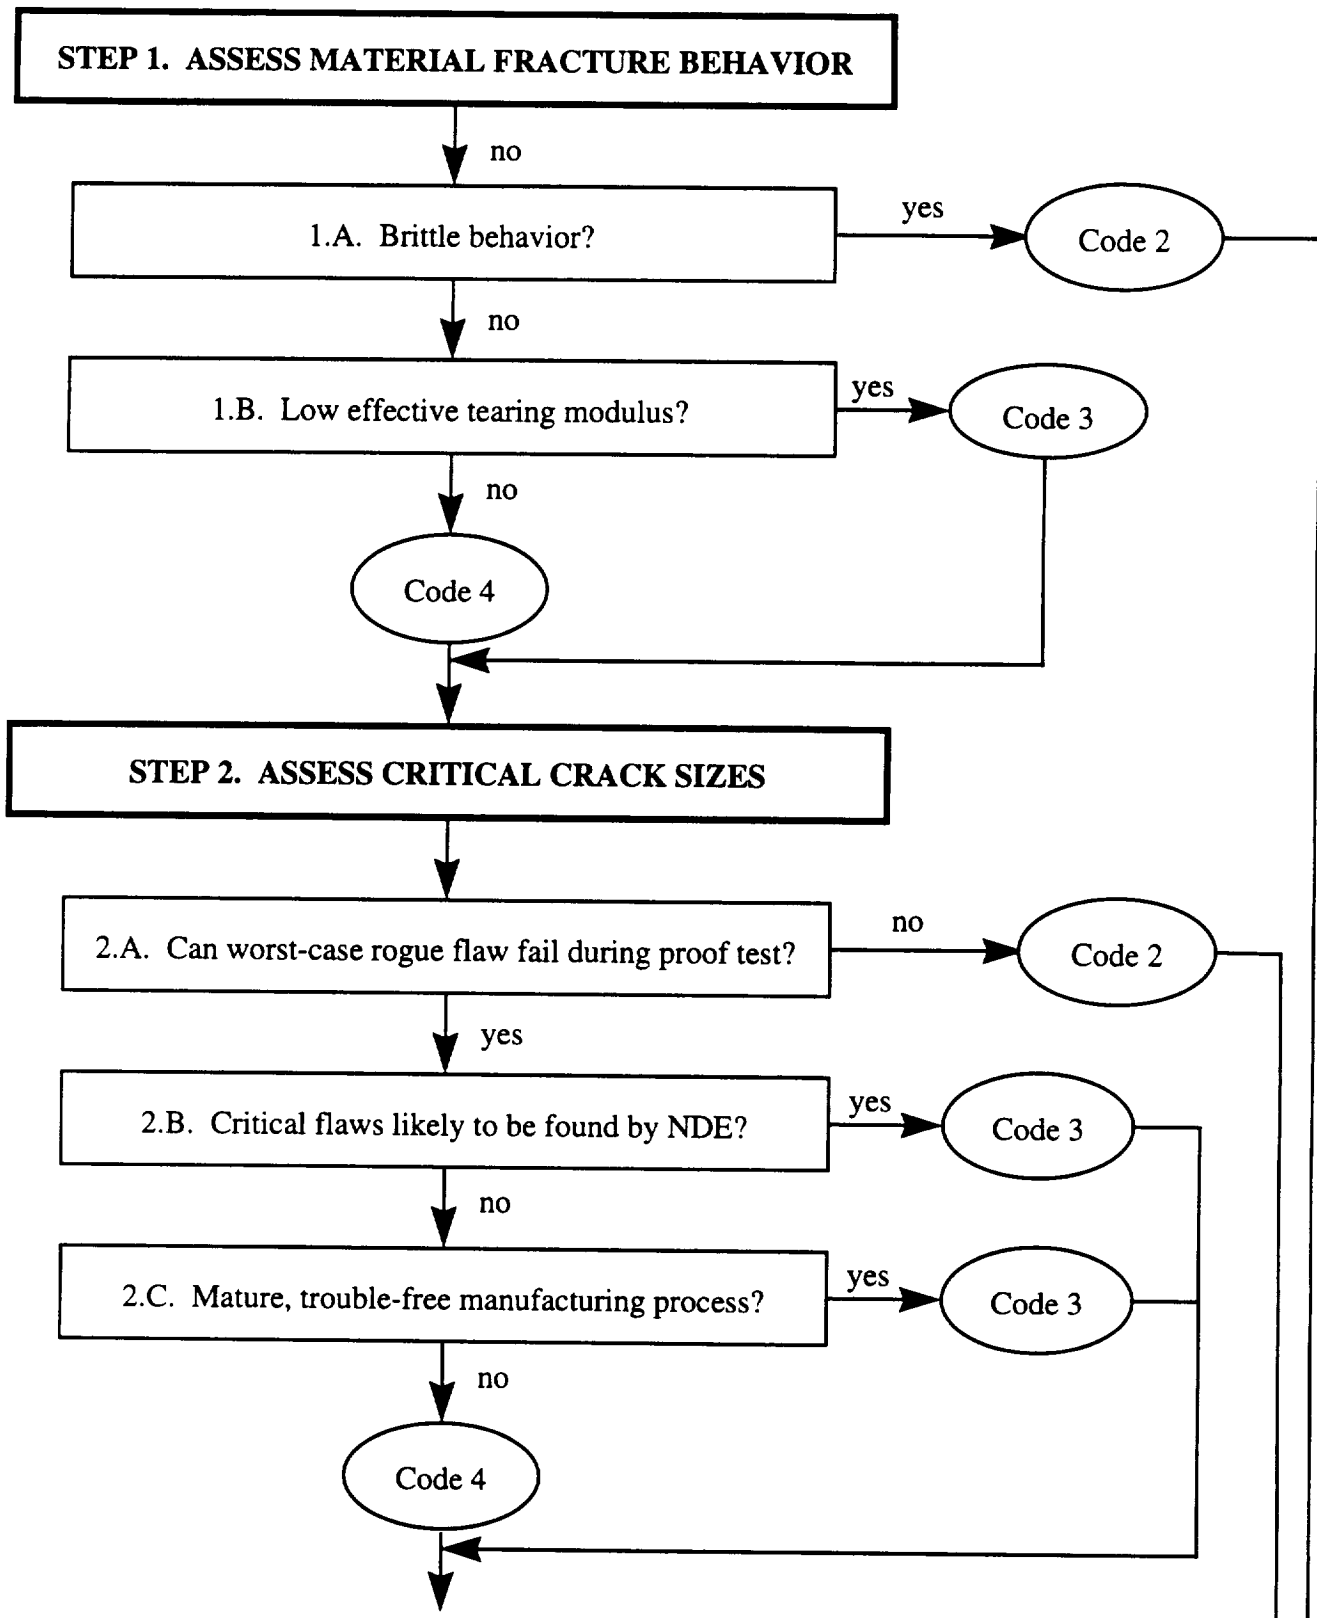 STEP 1. ASSESS MATERIAL FRACTURE BEHAVIOR
no
1.A. Brittle behavior?
yes
Code 2
no
1.B. Low effective tearing modulus?
yes
Code 3
no
Code 4
STEP 2. ASSESS CRITICAL CRACK SIZES
2.A. Can worst-case rogue flaw fail during proof test?
no
Code 2
yes
2.B. Critical flaws likely to be found by NDE?
yes
Code 3
no
2.C. Mature, trouble-free manufacturing process?
yes
Code 3
no
Code 4